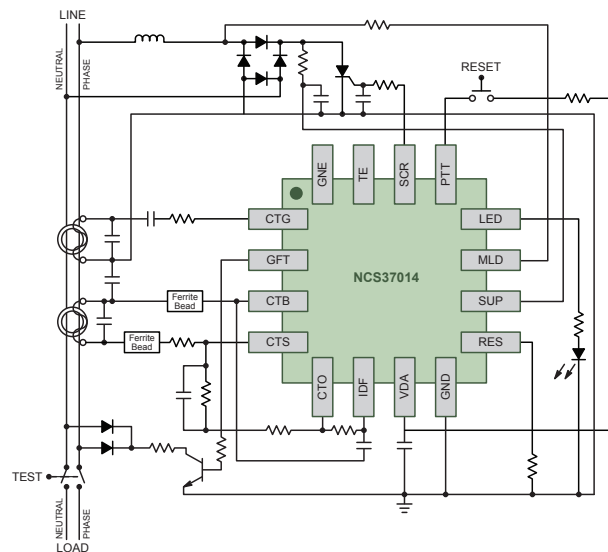 LINE
NEUTRAL
PHASE
RESET
GNE
TE
SCR
PTT
CTG
LED
GFT
NCS37014
MLD
CTB
SUP
CTS
RES
Ferrite
Bead
Ferrite
Bead
CTO
IDF
VDA
GND
TEST
NEUTRAL
PHASE
LOAD